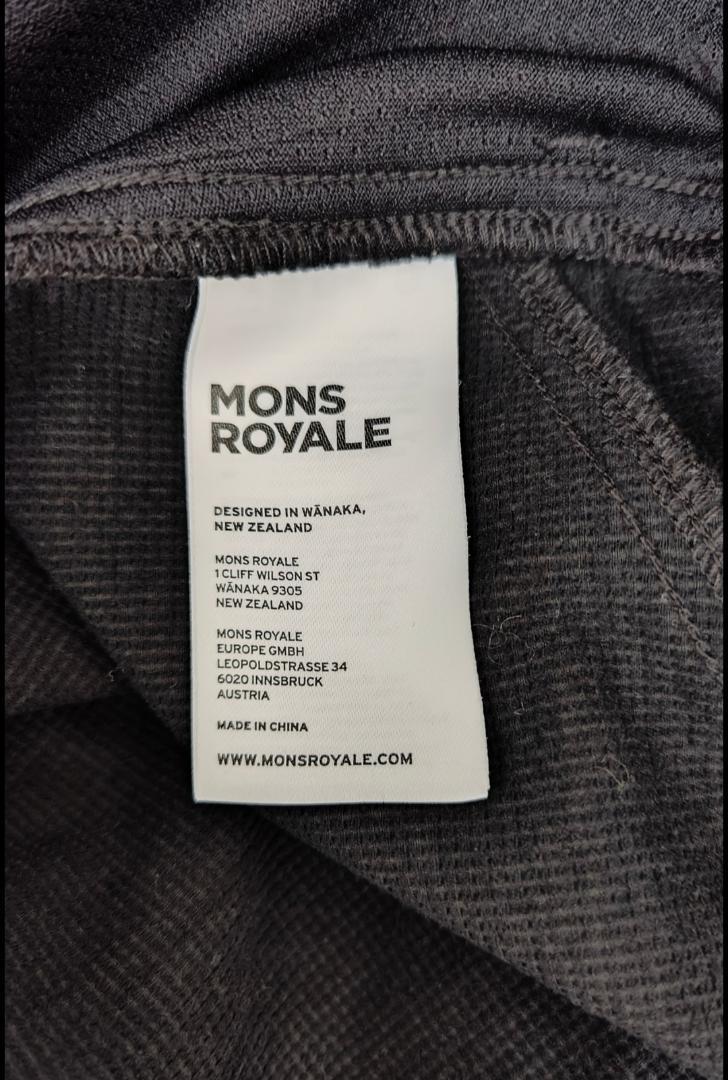 MONS
ROYALE
DESIGNED IN WĀNAKA,
NEW ZEALAND
MONS ROYALE
1 CLIFF WILSON ST
WĀNAKA 9305
NEW ZEALAND
MONS ROYALE
EUROPE GMBH
LEOPOLDSTRASSE 34
6020 INNSBRUCK
AUSTRIA
MADE IN CHINA
WWW.MONSROYALE.COM